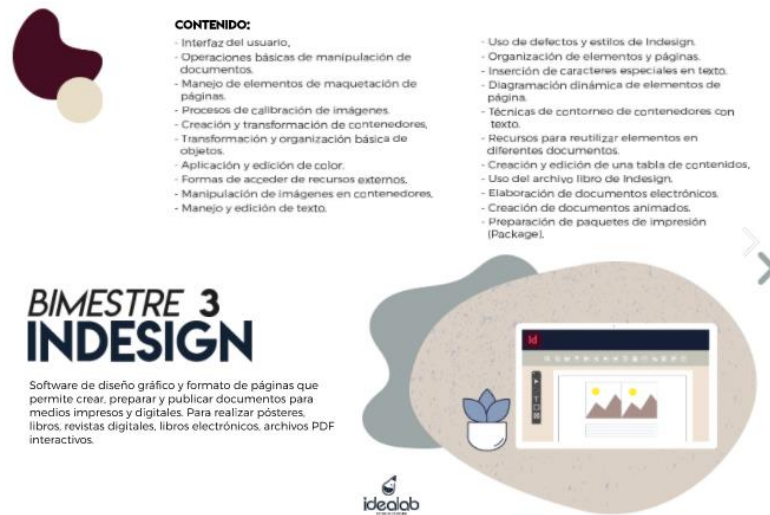 CONTENIDO:
- Interfaz del usuario,
- Operaciones básicas de manipulación de
documentos.
- Manejo de elementos de maquetación de
páginas.
- Procesos de calibración de imágenes.
- Creación y transformación de contenedores,
- Transformación y organización básica de
objetos.
- Aplicación y edición de color.
- Formas de acceder de recursos externos.
- Manipulación de imágenes en contenedores,
- Manejo y edición de texto.
- Uso de defectos y estilos de Indesign.
- Organización de elementos y páginas.
- Inserción de caracteres especiales en texto.
- Diagramación dinámica de elementos de
página.
- Técnicas de contorneo de contenedores con
texto.
- Recursos para reutilizar elementos en
diferentes documentos.
- Creación y edición de una tabla de contenidos,
- Uso del archivo libro de Indesign.
- Elaboración de documentos electrónicos.
- Creación de documentos animados.
- Preparación de paquetes de impresión
(Package).
BIMESTRE 3
INDESIGN
Software de diseño gráfico y formato de páginas que
permite crear, preparar y publicar documentos para
medios impresos y digitales. Para realizar pósteres,
libros, revistas digitales, libros electrónicos, archivos PDF
interactivos.
Id
T
idealab